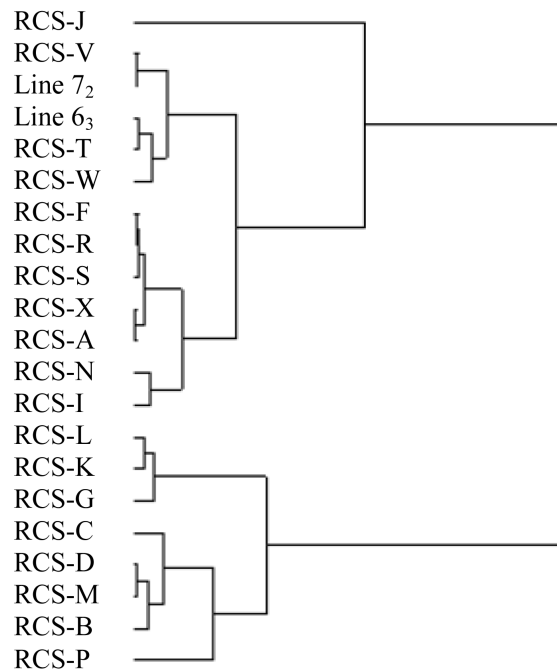 RCS-J
RCS-V
Line 7₂
Line 6₃
RCS-T
RCS-W
RCS-F
RCS-R
RCS-S
RCS-X
RCS-A
RCS-N
RCS-I
RCS-L
RCS-K
RCS-G
RCS-C
RCS-D
RCS-M
RCS-B
RCS-P